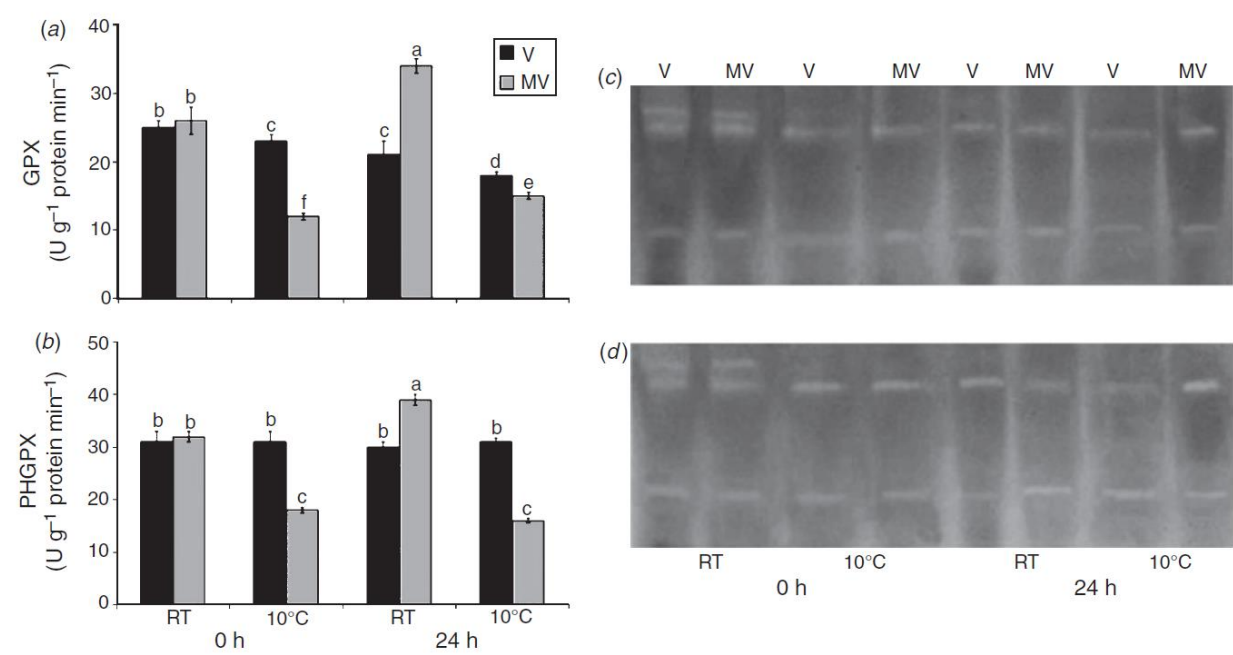 (a)
GPX
(U g⁻¹ protein min⁻¹)
40
30
20
10
0
b b c f c a d e
V
MV
(b)
PHGPX
(U g⁻¹ protein min⁻¹)
50
40
30
20
10
0
b b b c b a b c
RT 10°C RT 10°C
0 h 24 h
(c)
V MV V MV V MV V MV
(d)
RT 10°C RT 10°C
0 h 24 h